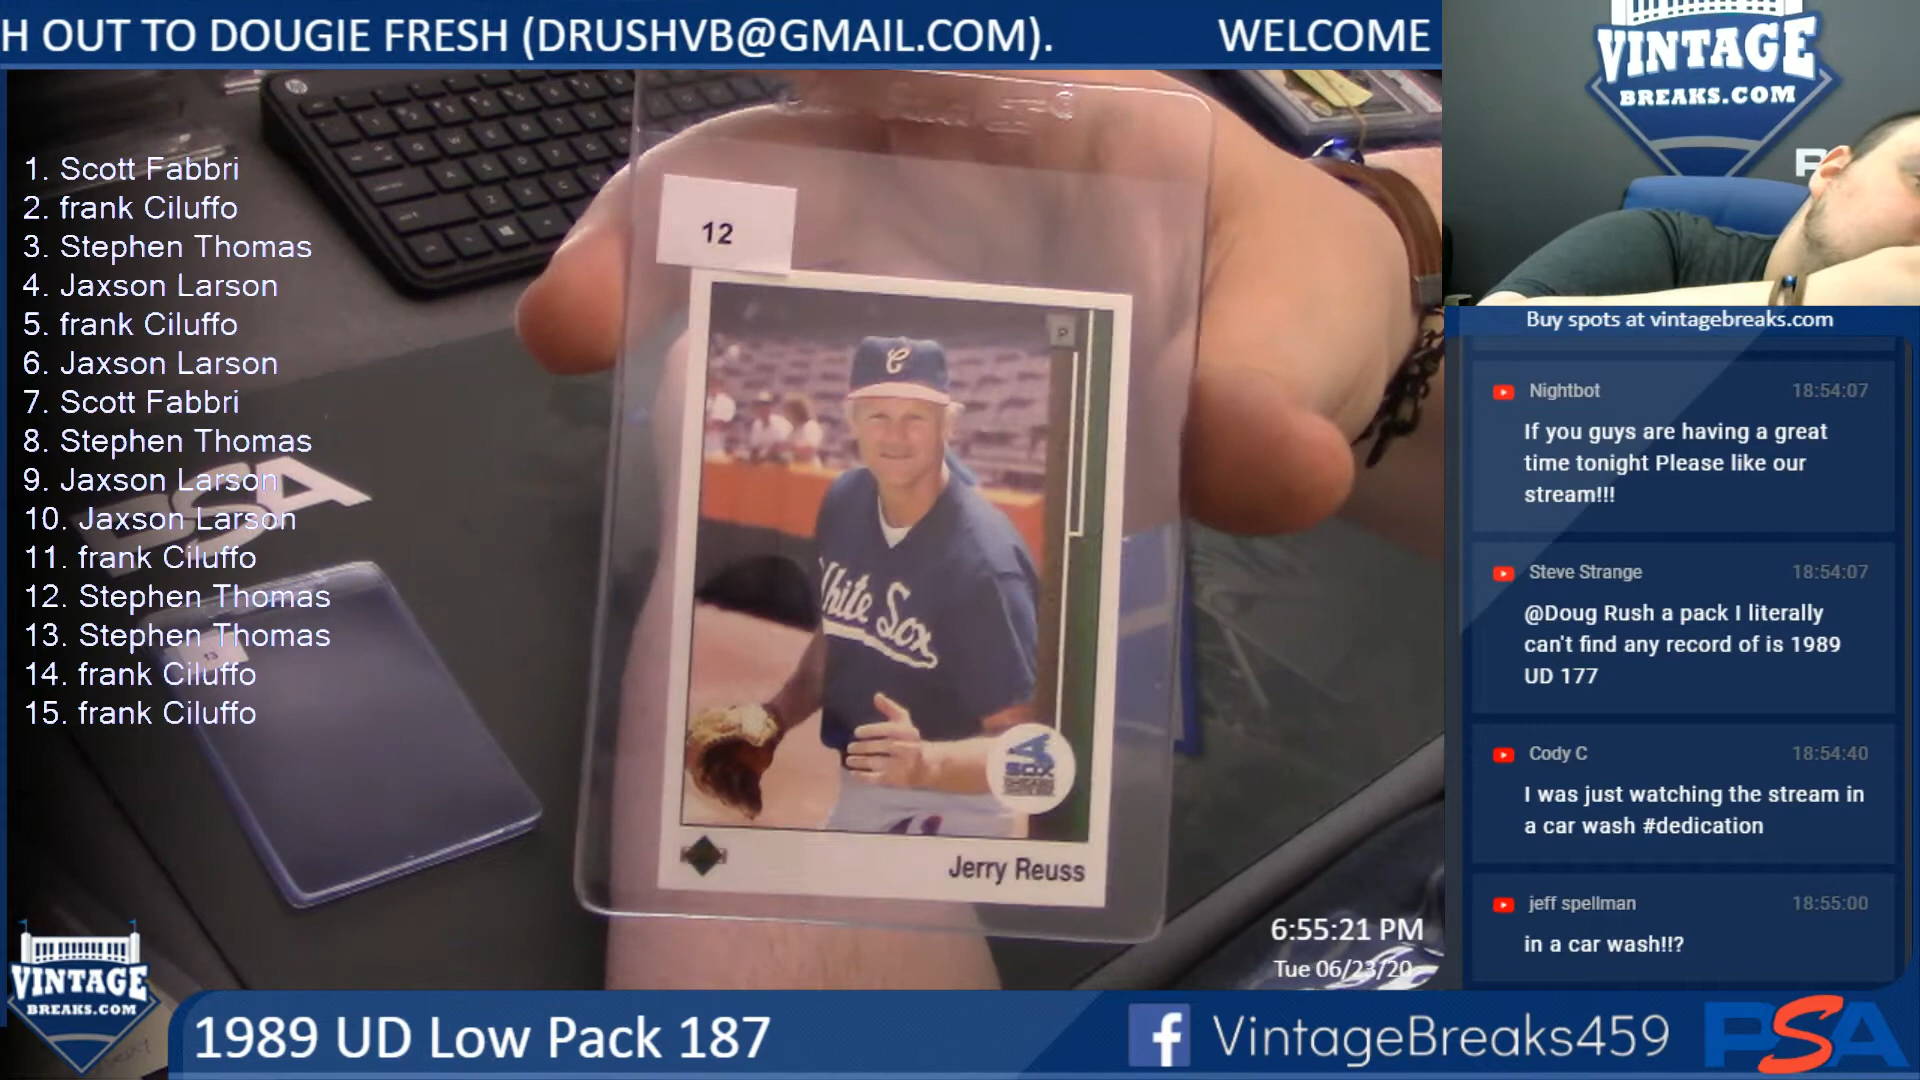 H OUT TO DOUGIE FRESH (DRUSHVB@GMAIL.COM). WELCOME
VINTAGE
BREAKS.COM
P
1. Scott Fabbri
2. frank Ciluffo
3. Stephen Thomas
4. Jaxson Larson
5. frank Ciluffo
6. Jaxson Larson
7. Scott Fabbri
8. Stephen Thomas
9. Jaxson Larson
10. Jaxson Larson
11. frank Ciluffo
12. Stephen Thomas
13. Stephen Thomas
14. frank Ciluffo
15. frank Ciluffo
PSA
13
12
P
C
White Sox
SOX
Jerry Reuss
Buy spots at vintagebreaks.com
Nightbot 18:54:07
If you guys are having a great
time tonight Please like our
stream!!!
Steve Strange 18:54:07
@Doug Rush a pack I literally
can't find any record of is 1989
UD 177
Cody C 18:54:40
I was just watching the stream in
a car wash #dedication
jeff spellman 18:55:00
in a car wash!!?
6:55:21 PM
Tue 06/23/20
VINTAGE
BREAKS.COM
1989 UD Low Pack 187
f VintageBreaks459
PSA